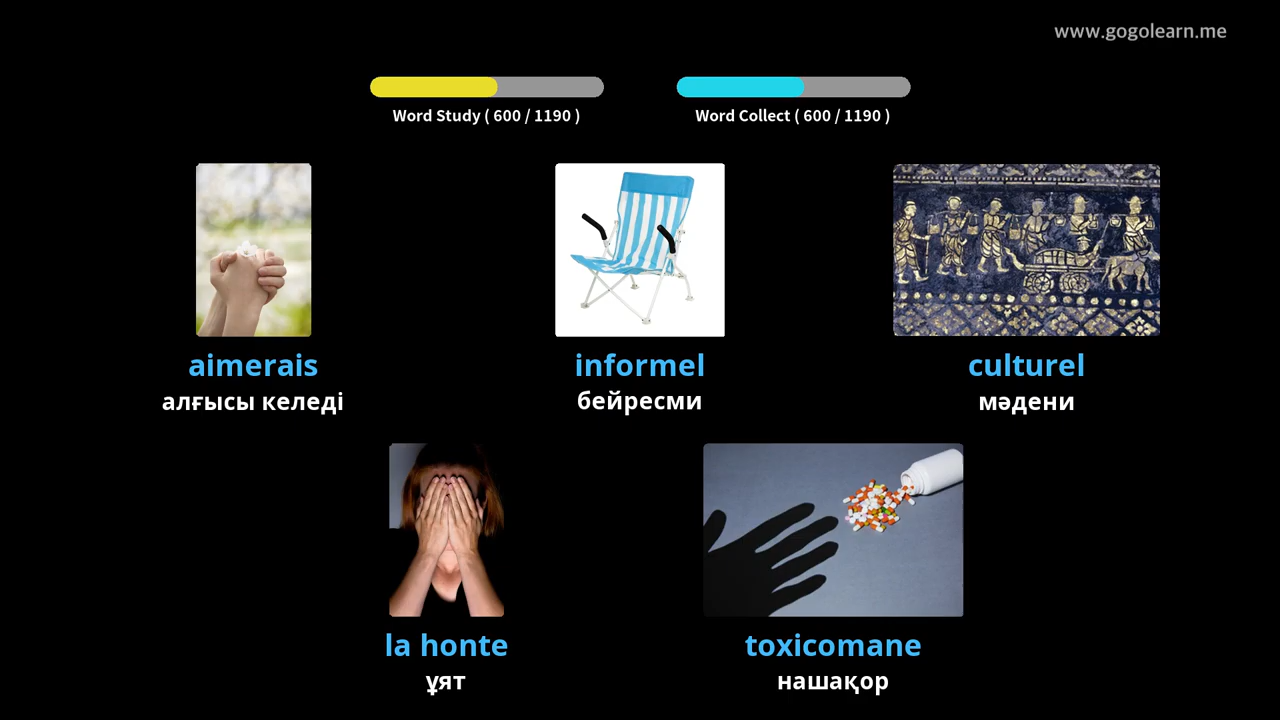 www.gogolearn.me
Word Study ( 600 / 1190 )
Word Collect ( 600 / 1190 )
aimerais
алғысы келеді
informel
бейресми
culturel
мәдени
la honte
ұят
toxicomane
нашақор